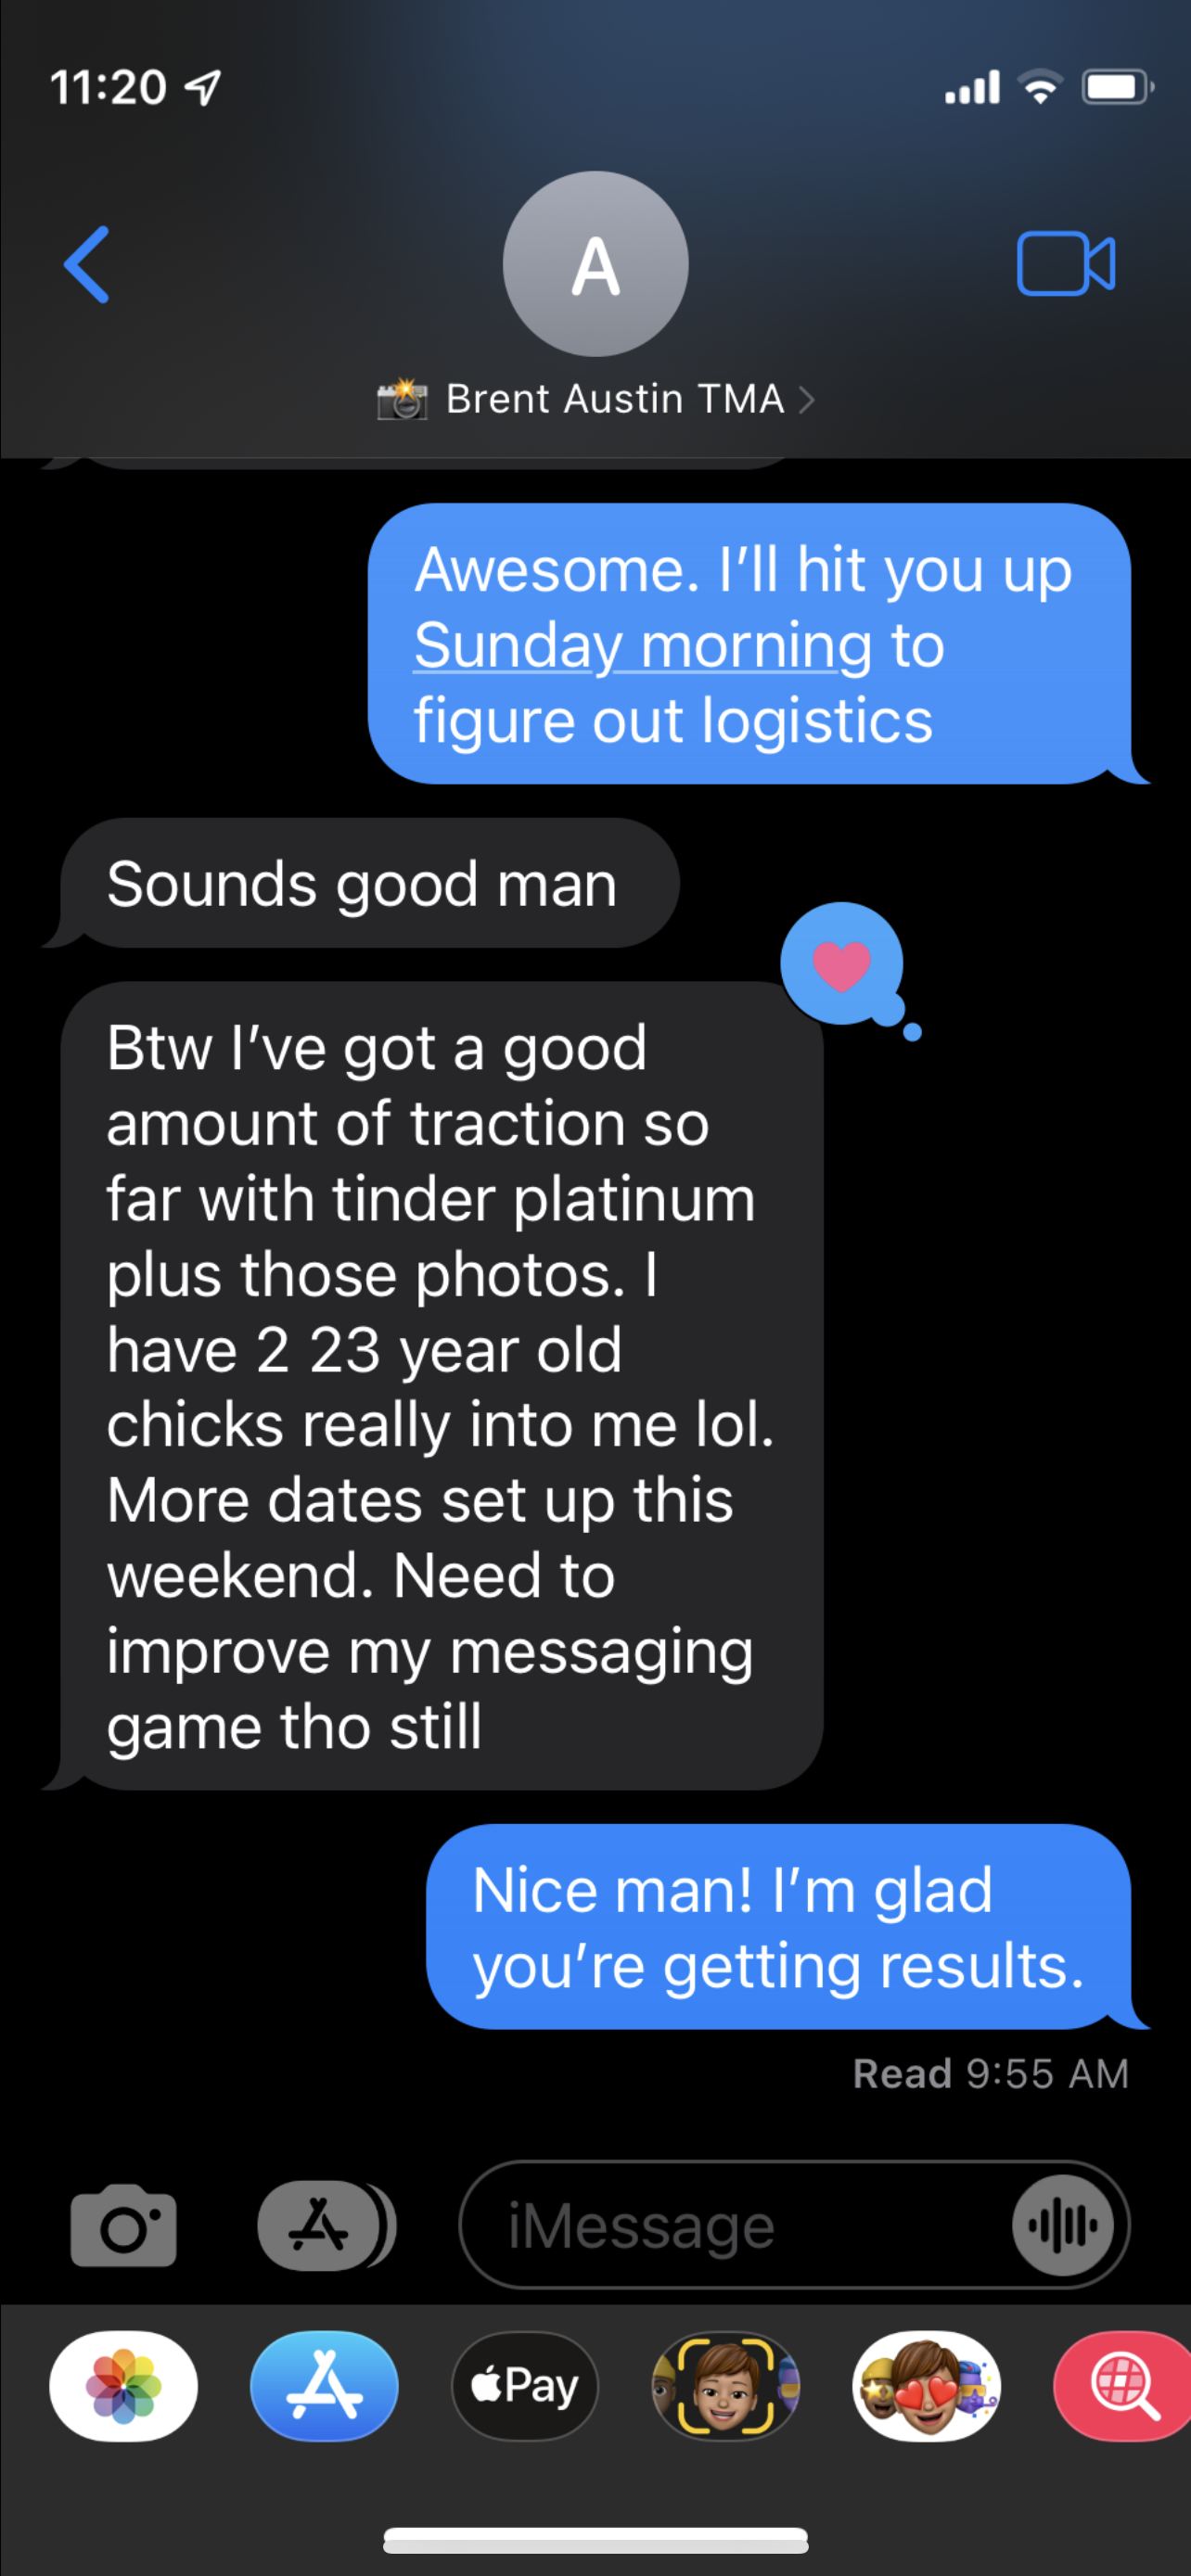 11:20
A
📸 Brent Austin TMA >
Awesome. I’ll hit you up
Sunday morning to
figure out logistics
Sounds good man
Btw I’ve got a good
amount of traction so
far with tinder platinum
plus those photos. I
have 2 23 year old
chicks really into me lol.
More dates set up this
weekend. Need to
improve my messaging
game tho still
Nice man! I’m glad
you’re getting results.
Read 9:55 AM
iMessage
Pay